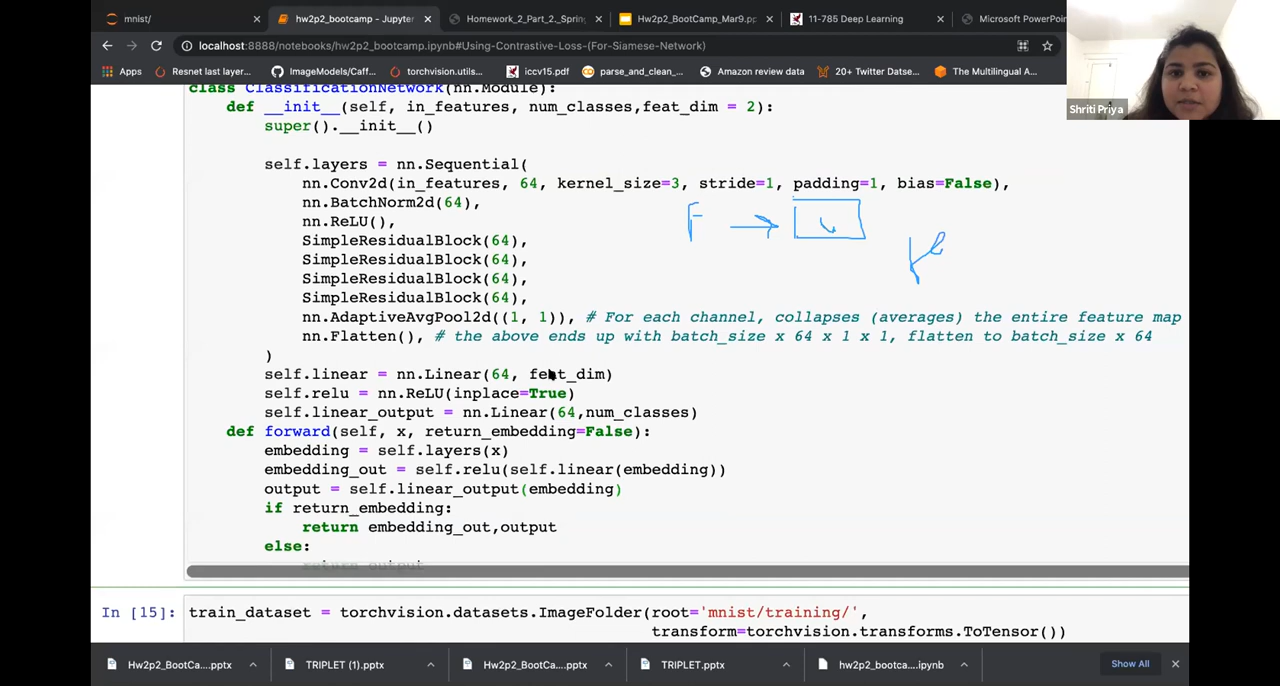 mnist/
hw2p2_bootcamp - Jupyter
Homework_2_Part_2._Spring
Hw2p2_BootCamp_Mar9.pptx
11-785 Deep Learning
Microsoft PowerPoin
localhost:8888/notebooks/hw2p2_bootcamp.ipynb#Using-Contrastive-Loss-(For-Siamese-Network)
Apps
Resnet last layer...
ImageModels/Caff...
torchvision.utils...
iccv15.pdf
parse_and_clean_...
Amazon review data
20+ Twitter Datse...
The Multilingual A...
Shriti Priya
class ClassificationNetwork(nn.Module):
def __init__(self, in_features, num_classes,feat_dim = 2):
super().__init__()
self.layers = nn.Sequential(
nn.Conv2d(in_features, 64, kernel_size=3, stride=1, padding=1, bias=False),
nn.BatchNorm2d(64),
nn.ReLU(),
SimpleResidualBlock(64),
SimpleResidualBlock(64),
SimpleResidualBlock(64),
SimpleResidualBlock(64),
nn.AdaptiveAvgPool2d((1, 1)), # For each channel, collapses (averages) the entire feature map
nn.Flatten(), # the above ends up with batch_size x 64 x 1 x 1, flatten to batch_size x 64
)
self.linear = nn.Linear(64, feat_dim)
self.relu = nn.ReLU(inplace=True)
self.linear_output = nn.Linear(64,num_classes)
def forward(self, x, return_embedding=False):
embedding = self.layers(x)
embedding_out = self.relu(self.linear(embedding))
output = self.linear_output(embedding)
if return_embedding:
return embedding_out,output
else:
return output
In [15]:
train_dataset = torchvision.datasets.ImageFolder(root='mnist/training/',
transform=torchvision.transforms.ToTensor())
Hw2p2_BootCa....pptx
TRIPLET (1).pptx
Hw2p2_BootCa....pptx
TRIPLET.pptx
hw2p2_bootca....ipynb
Show All